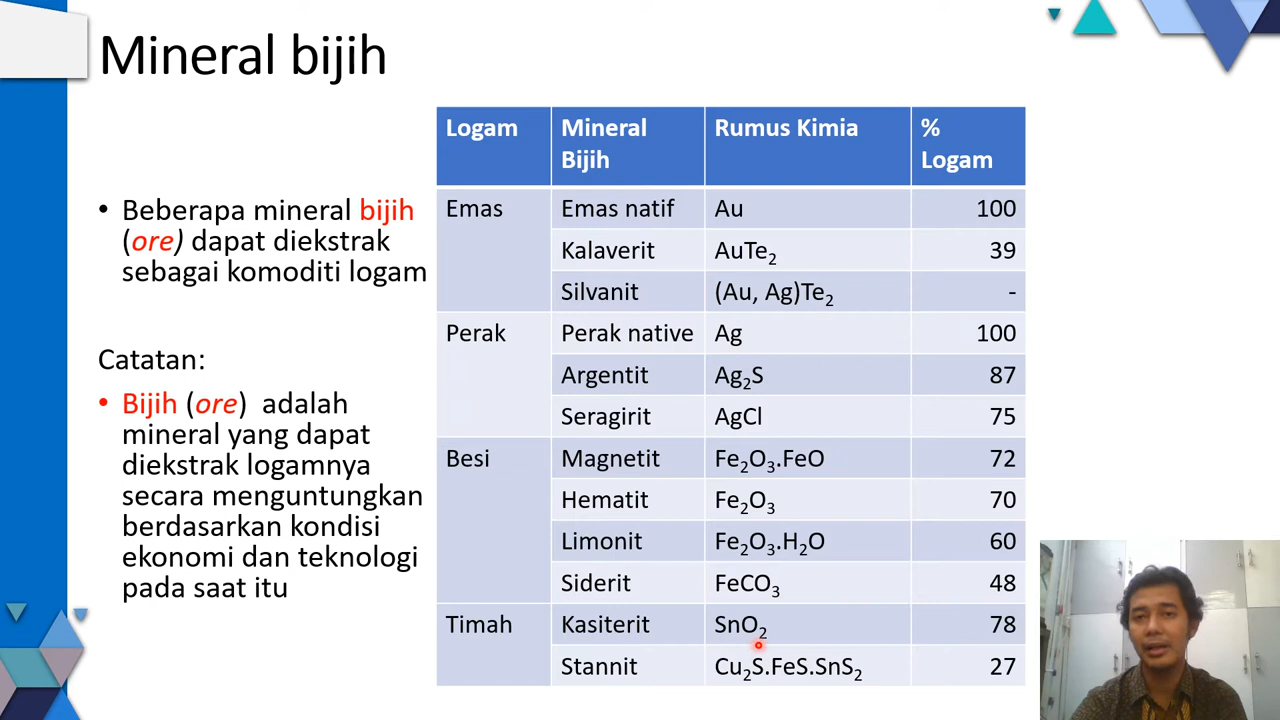 Mineral bijih
• Beberapa mineral bijih
(ore) dapat diekstrak
sebagai komoditi logam
Catatan:
• Bijih (ore) adalah
mineral yang dapat
diekstrak logamnya
secara menguntungkan
berdasarkan kondisi
ekonomi dan teknologi
pada saat itu
Logam Mineral Bijih Rumus Kimia % Logam
Emas Emas natif Au 100
Kalaverit AuTe₂ 39
Silvanit (Au, Ag)Te₂ -
Perak Perak native Ag 100
Argentit Ag₂S 87
Seragirit AgCl 75
Besi Magnetit Fe₂O₃.FeO 72
Hematit Fe₂O₃ 70
Limonit Fe₂O₃.H₂O 60
Siderit FeCO₃ 48
Timah Kasiterit SnO₂ 78
Stannit Cu₂S.FeS.SnS₂ 27